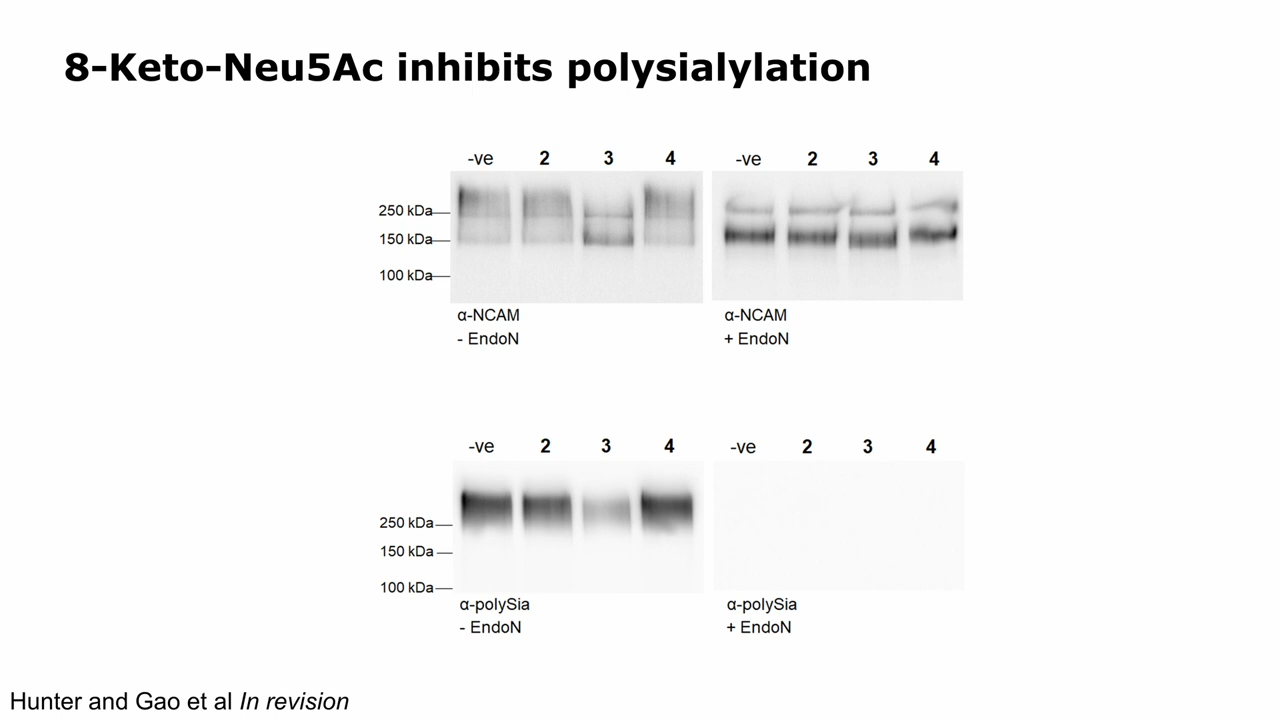 8-Keto-Neu5Ac inhibits polysialylation
-ve 2 3 4
250 kDa
150 kDa
100 kDa
α-NCAM
- EndoN
-ve 2 3 4
α-NCAM
+ EndoN
-ve 2 3 4
250 kDa
150 kDa
100 kDa
α-polySia
- EndoN
-ve 2 3 4
α-polySia
+ EndoN
Hunter and Gao et al In revision